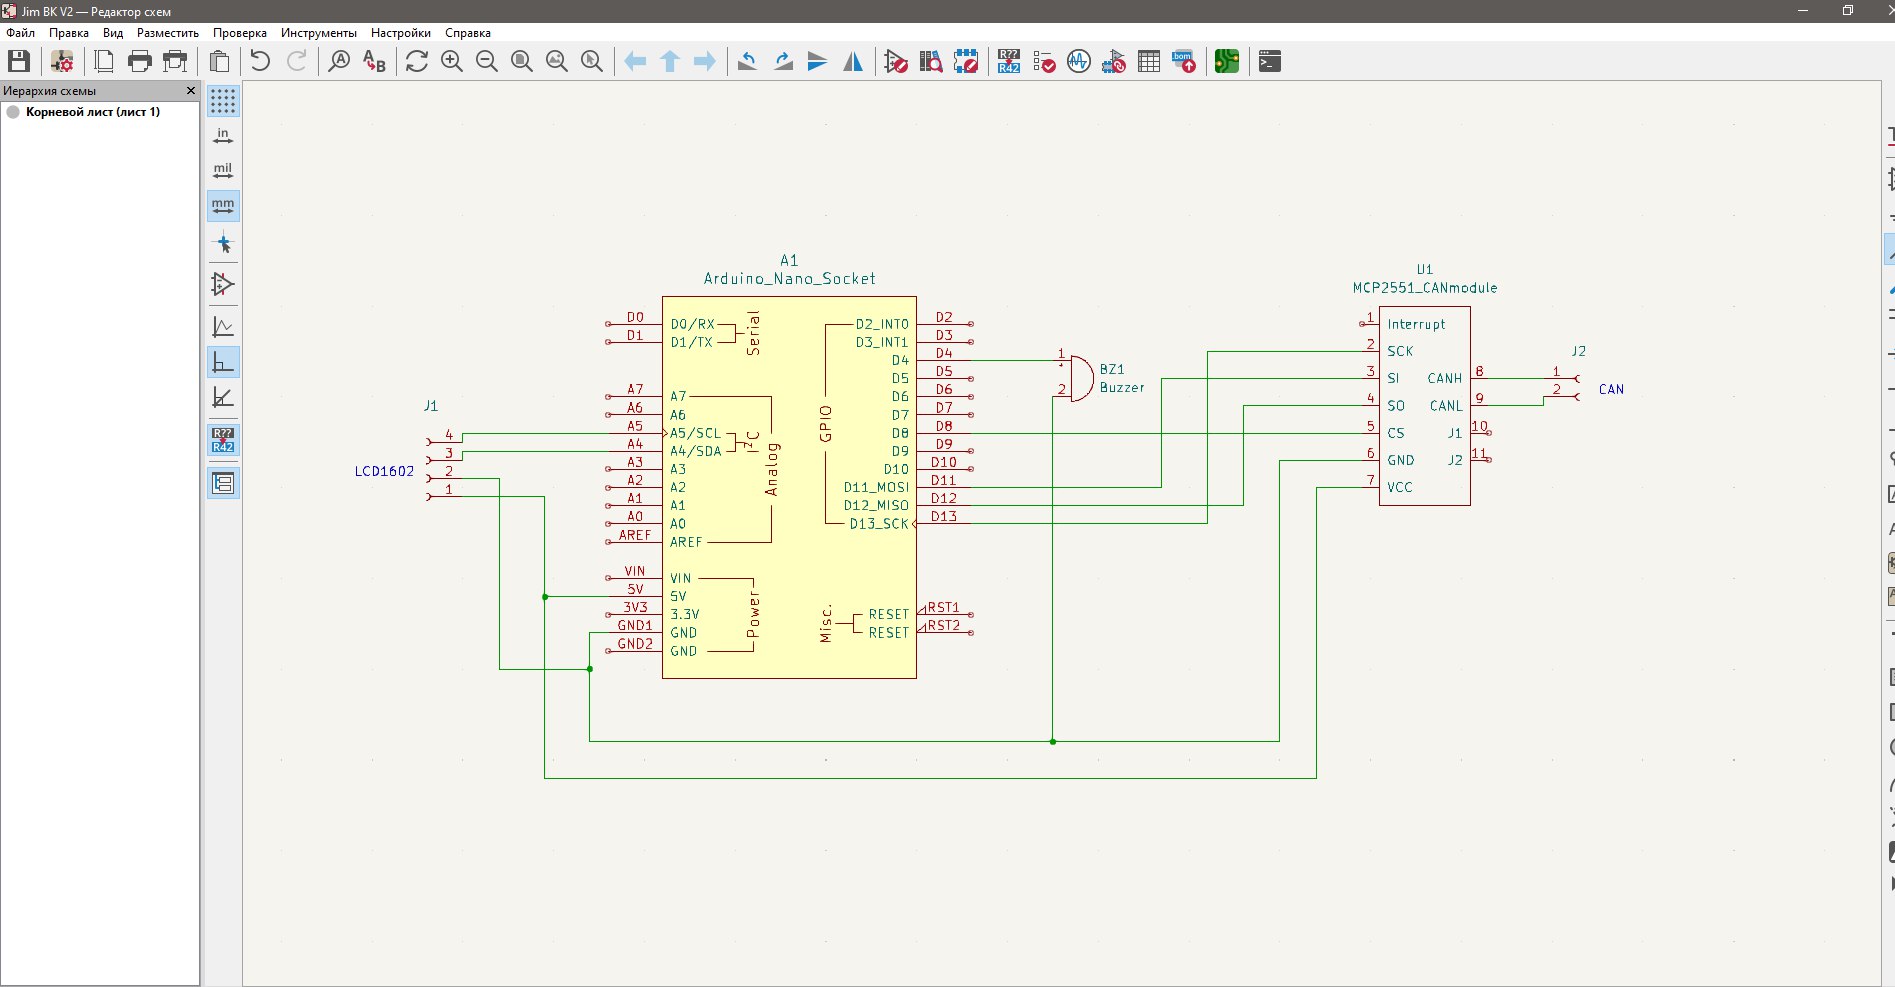 Jim BK V2 — Редактор схем
Файл Правка Вид Разместить Проверка Инструменты Настройки Справка
A
A B
R??
R42
bom
Иерархия схемы
Корневой лист (лист 1)
in
mil
mm
R??
R42
A1
Arduino_Nano_Socket
D0 D0/RX
D1 D1/TX
Serial
A7 A7
A6 A6
A5 A5/SCL
A4 A4/SDA
I²C
A3 A3
A2 A2
A1 A1
A0 A0
AREF AREF
Analog
VIN VIN
5V 5V
3V3 3.3V
GND1 GND
GND2 GND
Power
GPIO
D2_INT0 D2
D3_INT1 D3
D4 D4
D5 D5
D6 D6
D7 D7
D8 D8
D9 D9
D10 D10
D11_MOSI D11
D12_MISO D12
D13_SCK D13
Misc.
RESET RST1
RESET RST2
J1
4
3
2
1
LCD1602
1
2
BZ1
Buzzer
U1
MCP2551_CANmodule
1 Interrupt
2 SCK
3 SI
4 SO
5 CS
6 GND
7 VCC
CANH 8
CANL 9
J1 10
J2 11
J2
1
2
CAN